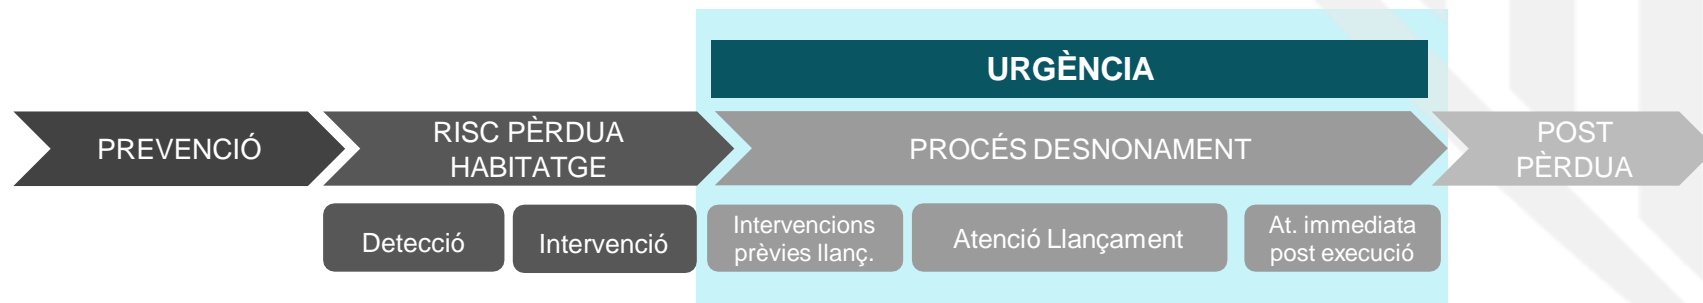 URGÈNCIA
PREVENCIÓ
RISC PÈRDUA
HABITATGE
PROCÉS DESNONAMENT
POST
PÈRDUA
Detecció
Intervenció
Intervencions
prèvies llanç.
Atenció Llançament
At. immediata
post execució